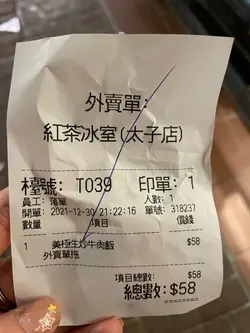 外賣單:
紅茶冰室(太子店)
檯號: T039 印單: 1
員工: 落單 人數: 1
開單: 2021-12-30 21:22:16 單號: 318237
數量 項目 價錢
1 美極生炒牛肉飯 $58
外賣單拖
項目總數: $58
總數: $58